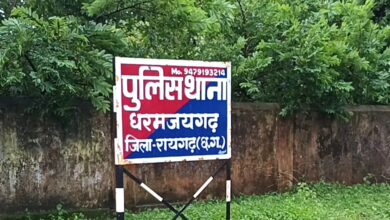 Mo. 9479193214
पुलिस थाना
धरमजयगढ़
जिला-रायगढ़ (छ.ग.)